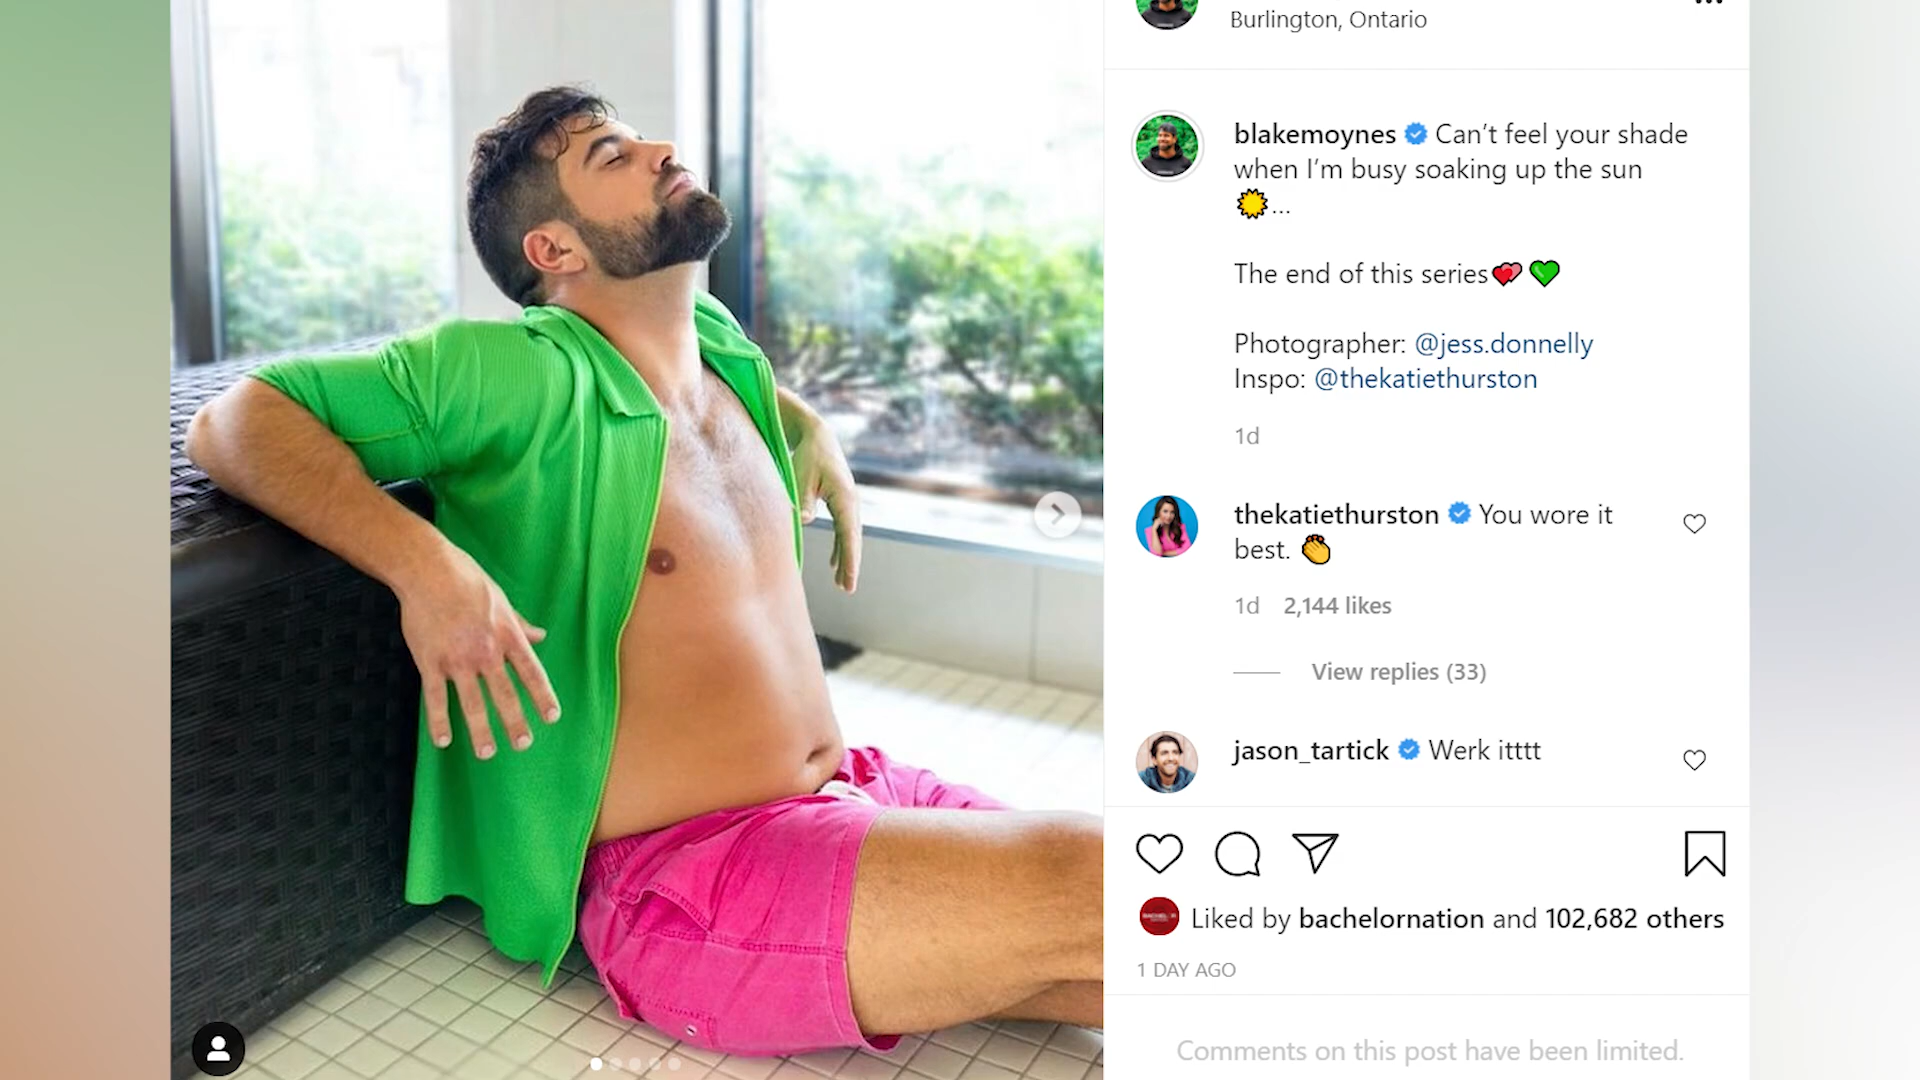 Burlington, Ontario
blakemoynes Can’t feel your shade
when I’m busy soaking up the sun
...
The end of this series
Photographer: @jess.donnelly
Inspo: @thekatiethurston
1d
thekatiethurston You wore it
best.
1d 2,144 likes
View replies (33)
jason_tartick Werk itttt
Liked by bachelornation and 102,682 others
1 DAY AGO
Comments on this post have been limited.